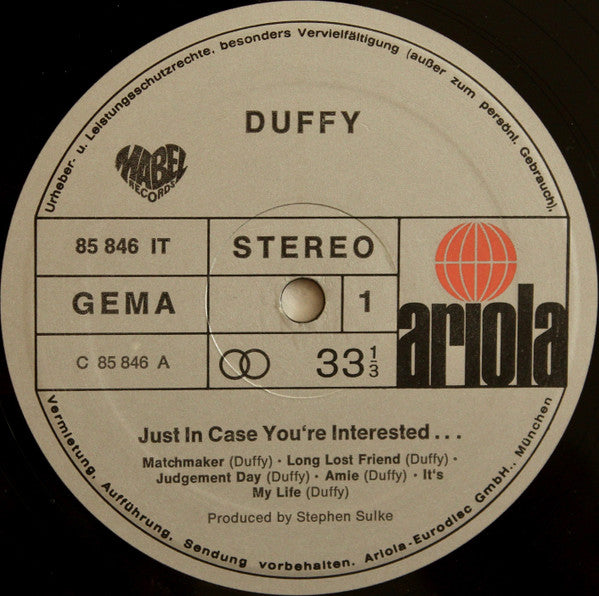 Urheber- u. Leistungsschutzrechte, besonders Vervielfältigung (außer zum persönl. Gebrauch),
DUFFY
MABEL
RECORDS
85 846 IT
STEREO
GEMA
1
C 85 846 A
33 1/3
ariola
Just In Case You're Interested . . .
Matchmaker (Duffy) · Long Lost Friend (Duffy) ·
Judgement Day (Duffy) · Amie (Duffy) · It's
My Life (Duffy)
Produced by Stephen Sulke
Vermietung, Aufführung, Sendung vorbehalten. Ariola-Eurodisc GmbH., München